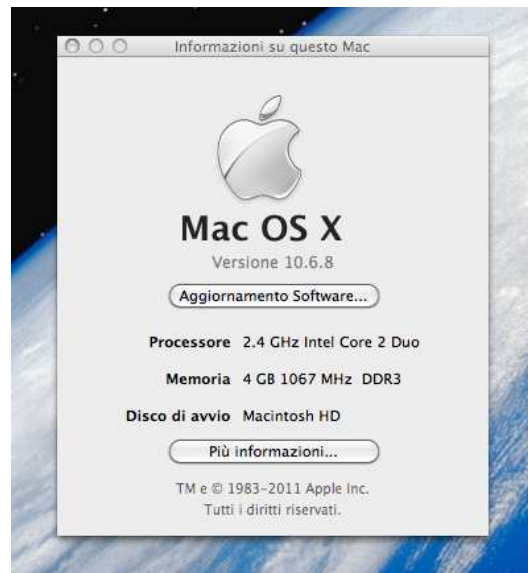 Informazioni su questo Mac
Mac OS X
Versione 10.6.8
Aggiornamento Software...
Processore 2.4 GHz Intel Core 2 Duo
Memoria 4 GB 1067 MHz DDR3
Disco di avvio Macintosh HD
Più informazioni...
TM e © 1983-2011 Apple Inc.
Tutti i diritti riservati.